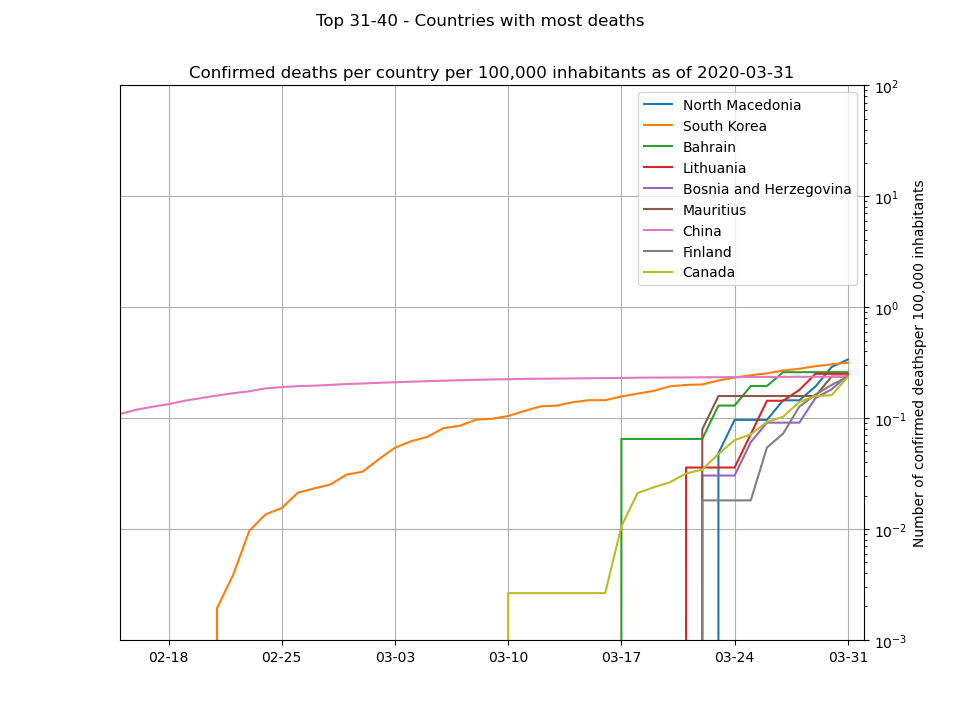 Top 31-40 - Countries with most deaths
Confirmed deaths per country per 100,000 inhabitants as of 2020-03-31
North Macedonia
South Korea
Bahrain
Lithuania
Bosnia and Herzegovina
Mauritius
China
Finland
Canada
10²
10¹
10⁰
10⁻¹
10⁻²
10⁻³
Number of confirmed deathsper 100,000 inhabitants
02-18 02-25 03-03 03-10 03-17 03-24 03-31